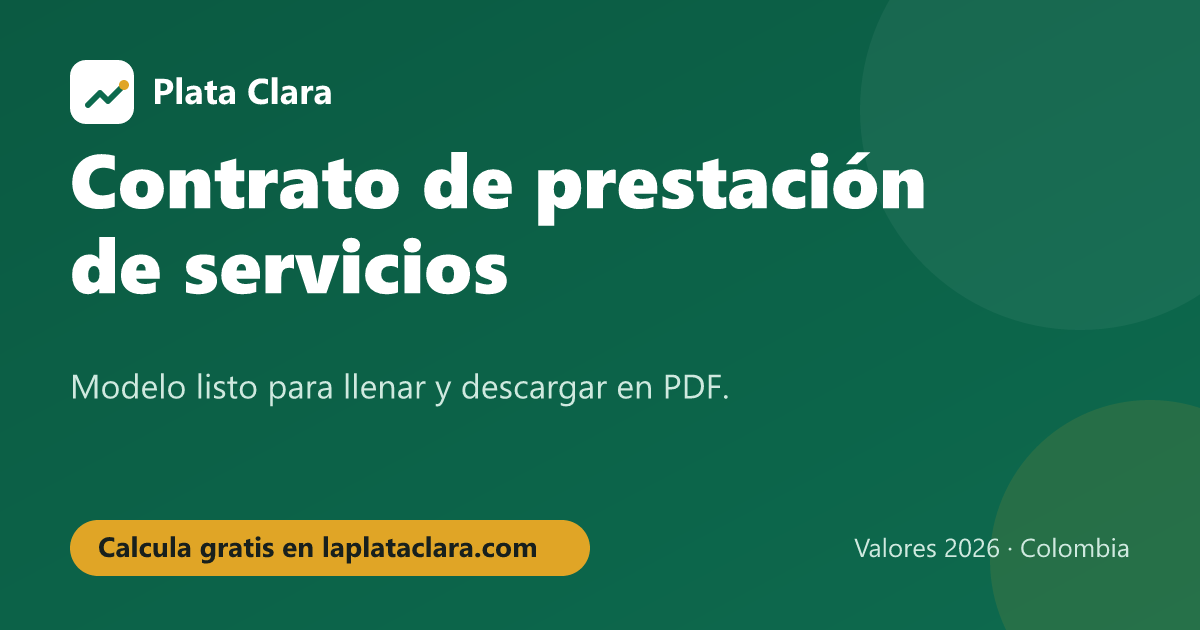 Plata Clara
Contrato de prestación
de servicios
Modelo listo para llenar y descargar en PDF.
Calcula gratis en laplataclara.com
Valores 2026 · Colombia